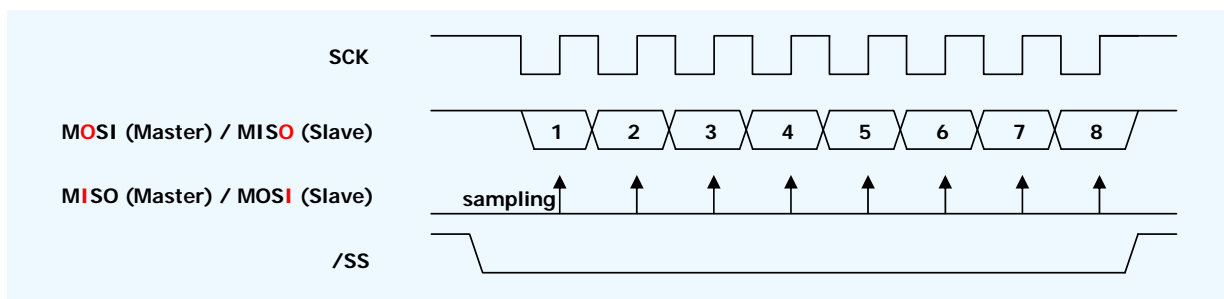 SCK
MOSI (Master) / MISO (Slave)
1 2 3 4 5 6 7 8
MISO (Master) / MOSI (Slave)
sampling
/SS